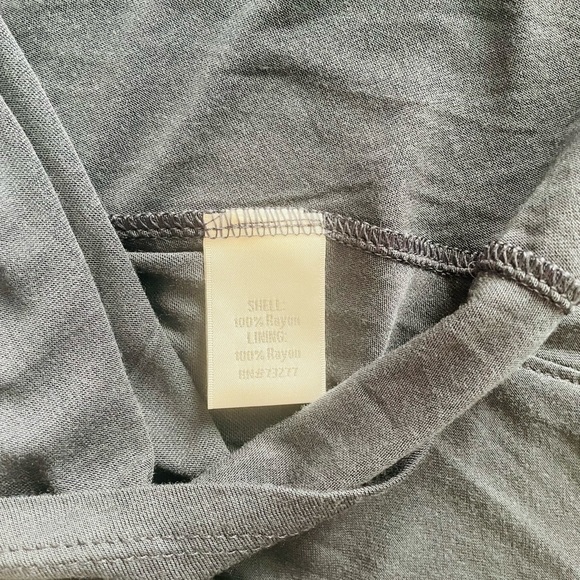 SHELL:
100% Rayon
LINING:
100% Rayon
RN# 73277